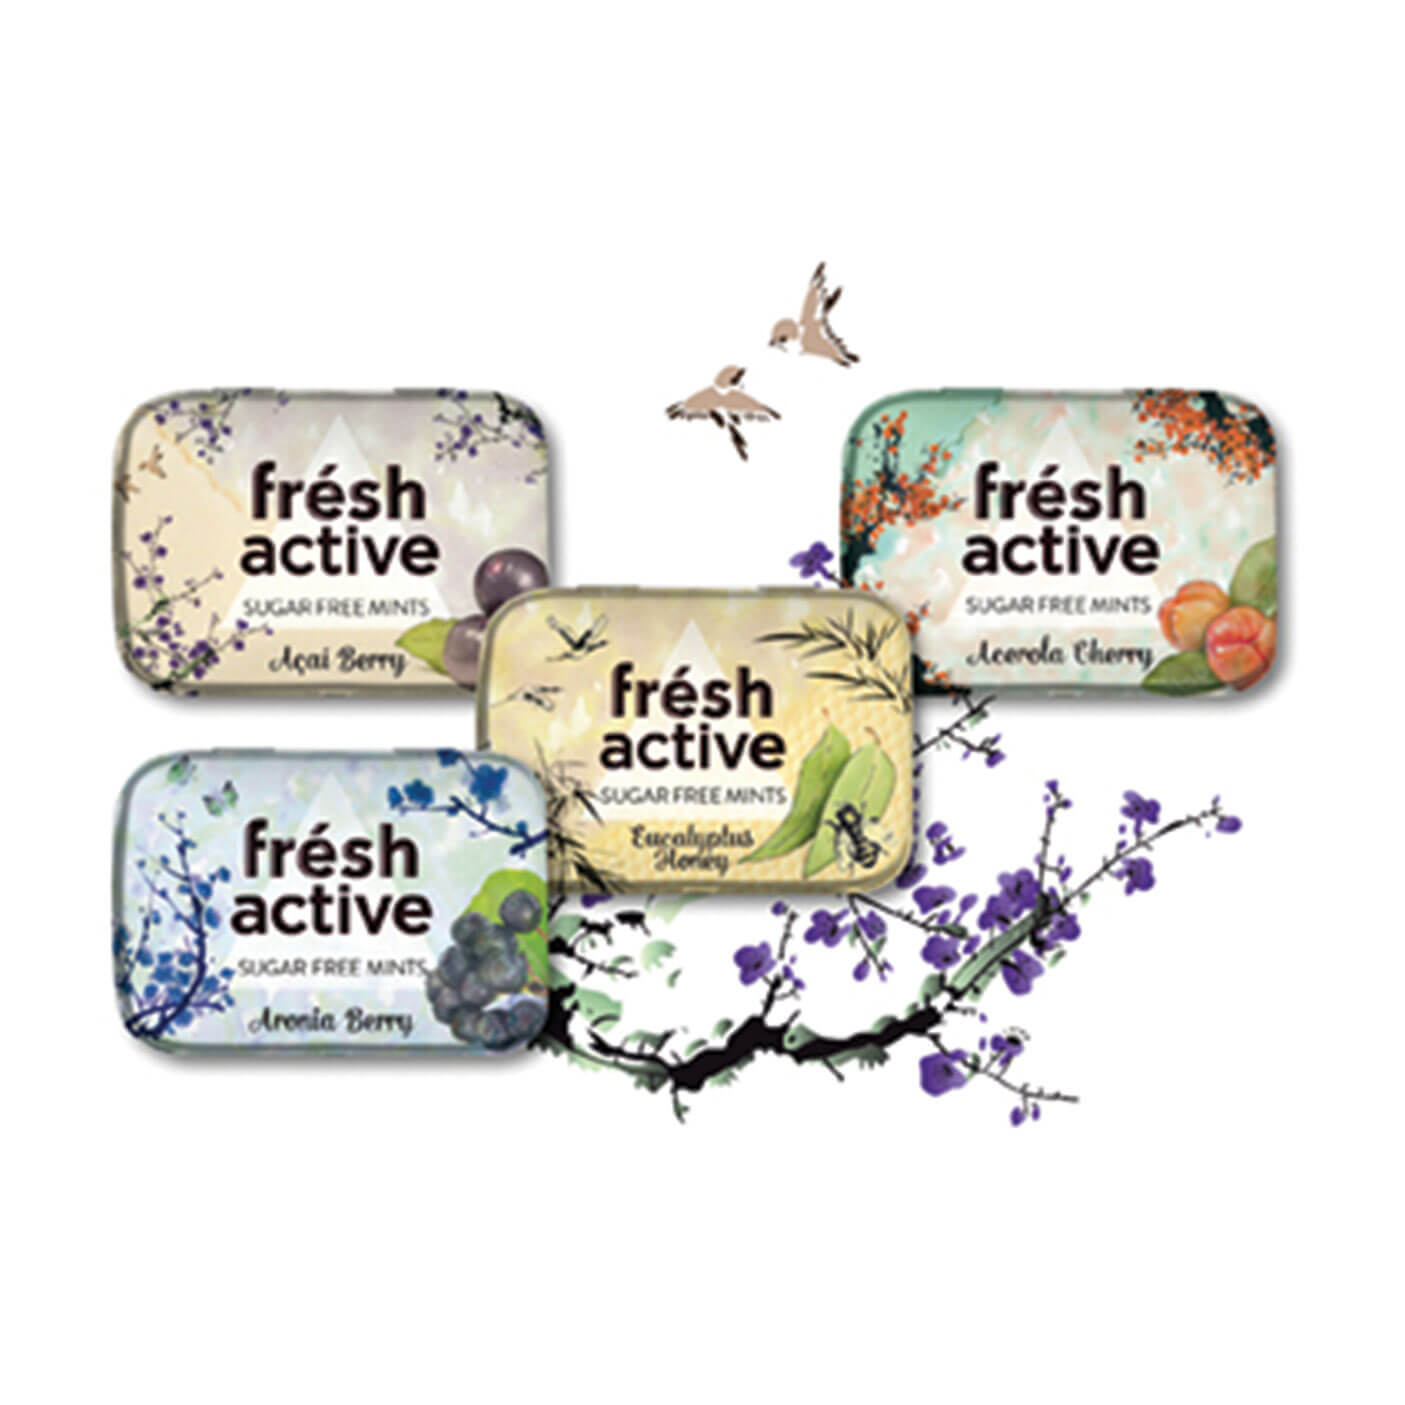 frésh
active
SUGAR FREE MINTS
Açai Berry
frésh
active
SUGAR FREE MINTS
Acerola Cherry
frésh
active
SUGAR FREE MINTS
Eucalyptus
Honey
frésh
active
SUGAR FREE MINTS
Aronia Berry